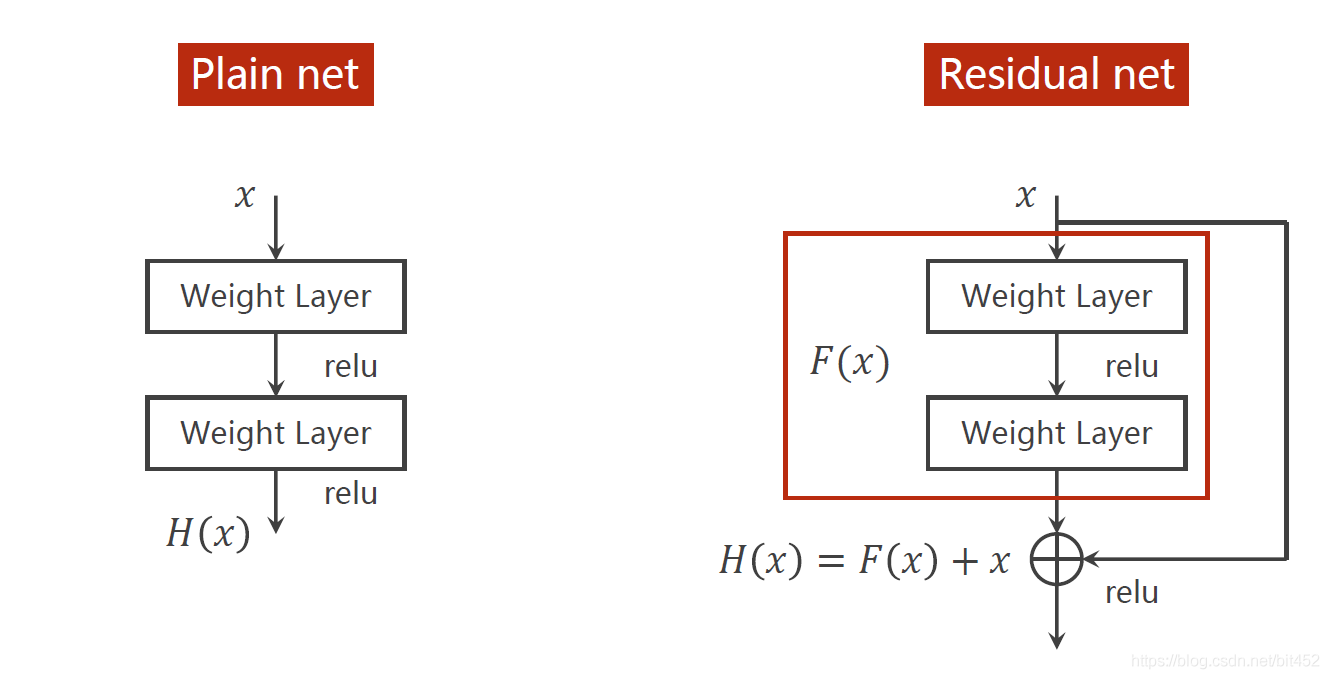 Plain net
x
Weight Layer
relu
Weight Layer
relu
H(x)
Residual net
x
Weight Layer
F(x)
relu
Weight Layer
H(x) = F(x) + x
relu
https://blog.csdn.net/bit452